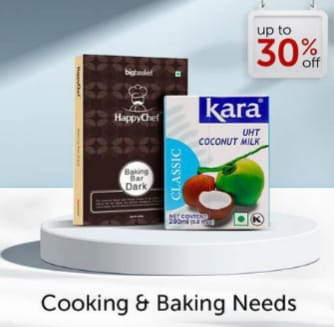 up to
30%
off
bigbasket
HappyChef
HappyChef
Baking
Bar
Dark
kara®
UHT
COCONUT MILK
CLASSIC
NET CONTENT
K
Cooking & Baking Needs